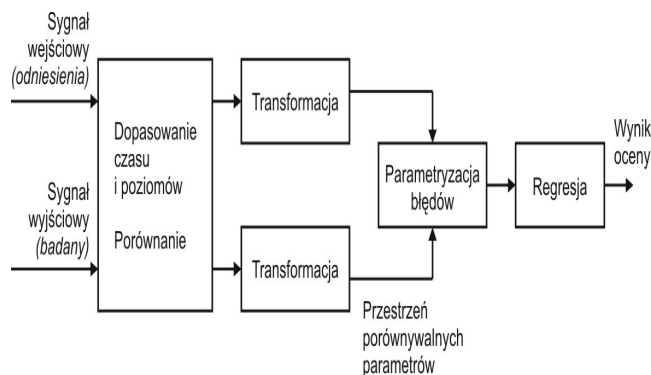 Sygnał
wejściowy
(odniesienia)
Sygnał
wyjściowy
(badany)
Dopasowanie
czasu
i poziomów
Porównanie
Transformacja
Transformacja
Przestrzeń
porównywalnych
parametrów
Parametryzacja
błędów
Regresja
Wynik
oceny